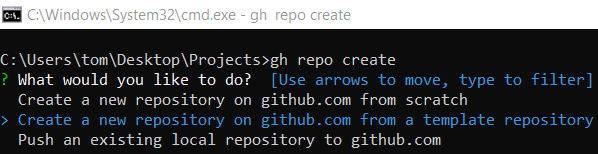 C:\Windows\System32\cmd.exe - gh  repo create
C:\Users\tom\Desktop\Projects>gh repo create
? What would you like to do?  [Use arrows to move, type to filter]
Create a new repository on github.com from scratch
> Create a new repository on github.com from a template repository
Push an existing local repository to github.com